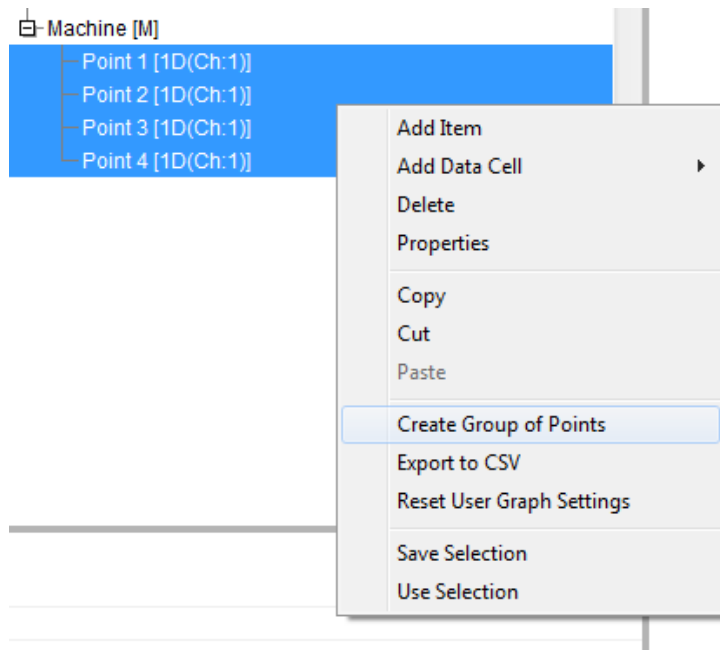 Machine [M]
Point 1 [1D(Ch:1)]
Point 2 [1D(Ch:1)]
Point 3 [1D(Ch:1)]
Point 4 [1D(Ch:1)]
Add Item
Add Data Cell
Delete
Properties
Copy
Cut
Paste
Create Group of Points
Export to CSV
Reset User Graph Settings
Save Selection
Use Selection